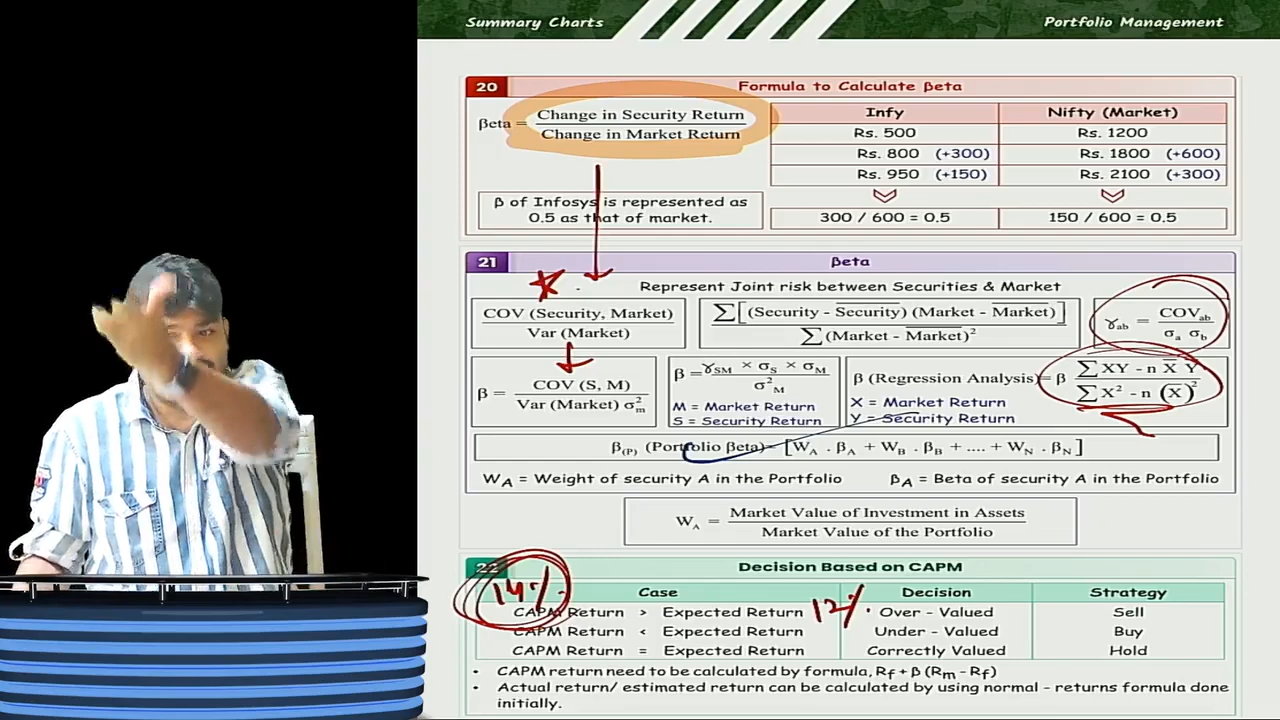 Summary Charts
Portfolio Management
20 Formula to Calculate βeta
βeta = Change in Security Return / Change in Market Return
Infy Nifty (Market)
Rs. 500 Rs. 1200
Rs. 800 (+300) Rs. 1800 (+600)
Rs. 950 (+150) Rs. 2100 (+300)
β of Infosys is represented as
0.5 as that of market.
300 / 600 = 0.5 150 / 600 = 0.5
21 βeta
Represent Joint risk between Securities & Market
COV (Security, Market) / Var (Market)
∑[(Security - S̅e̅c̅u̅r̅i̅t̅y̅) (Market - M̅a̅r̅k̅e̅t̅)] / ∑(Market - M̅a̅r̅k̅e̅t̅)²
γab = COVab / σa σb
β = COV (S, M) / Var (Market) σ²m
β = γSM × σS × σM / σ²M
M = Market Return
S = Security Return
β (Regression Analysis) = β ∑XY - n X̅ Y̅ / ∑X² - n (X̅)²
X = Market Return
Y = Security Return
β(P) (Portfolio βeta) = [WA . βA + WB . βB + .... + WN . βN]
WA = Weight of security A in the Portfolio βA = Beta of security A in the Portfolio
WA = Market Value of Investment in Assets / Market Value of the Portfolio
22 Decision Based on CAPM
14%
Case Decision Strategy
CAPM Return > Expected Return 12% Over - Valued Sell
CAPM Return < Expected Return Under - Valued Buy
CAPM Return = Expected Return Correctly Valued Hold
• CAPM return need to be calculated by formula, Rf + β (Rm - Rf)
• Actual return/ estimated return can be calculated by using normal - returns formula done
initially.